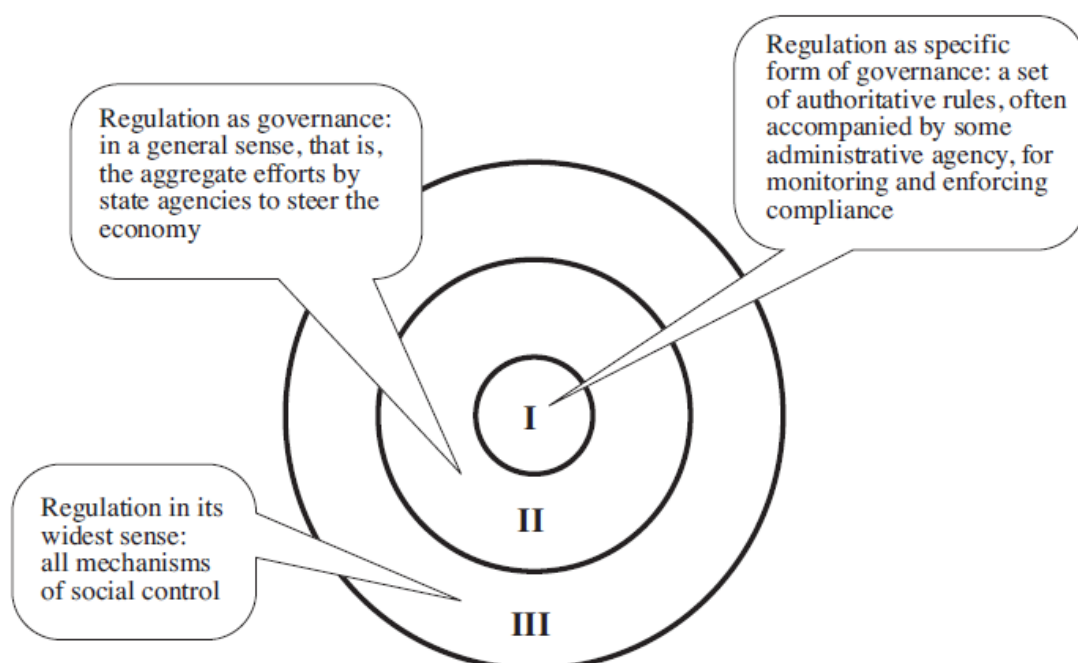 Regulation as specific
form of governance: a set
of authoritative rules, often
accompanied by some
administrative agency, for
monitoring and enforcing
compliance
Regulation as governance:
in a general sense, that is,
the aggregate efforts by
state agencies to steer the
economy
I
Regulation in its
widest sense:
all mechanisms
of social control
II
III